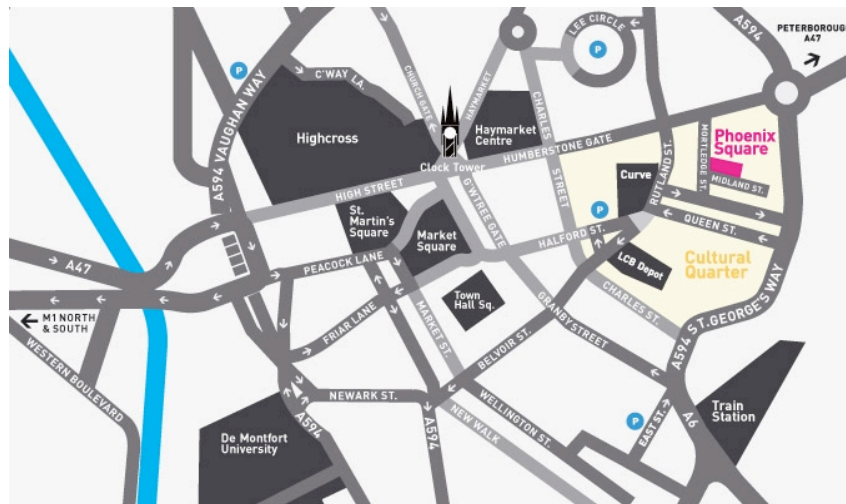 A594
PETERBOROUGH
A47
LEE CIRCLE
P
P
C'WAY LA.
CHURCH GATE
HAYMARKET
CHARLES
STREET
A594 VAUGHAN WAY
Highcross
Haymarket
Centre
HUMBERSTONE GATE
MORTLEDGE ST.
Phoenix
Square
Clock Tower
RUTLAND ST.
Curve
MIDLAND ST.
HIGH STREET
G'WTREE GATE
St.
Martin's
Square
Market
Square
P
QUEEN ST.
HALFORD ST.
Cultural
Quarter
LCB Depot
A47
PEACOCK LANE
Town
Hall Sq.
CHARLES ST.
A594 ST.GEORGE'S WAY
M1 NORTH
& SOUTH
FRIAR LANE
MARKET ST.
GRANBY STREET
BELVOIR ST.
WESTERN BOULEVARD
NEWARK ST.
WELLINGTON ST.
NEW WALK
A594
A594
P
EAST ST.
A6
Train
Station
De Montfort
University